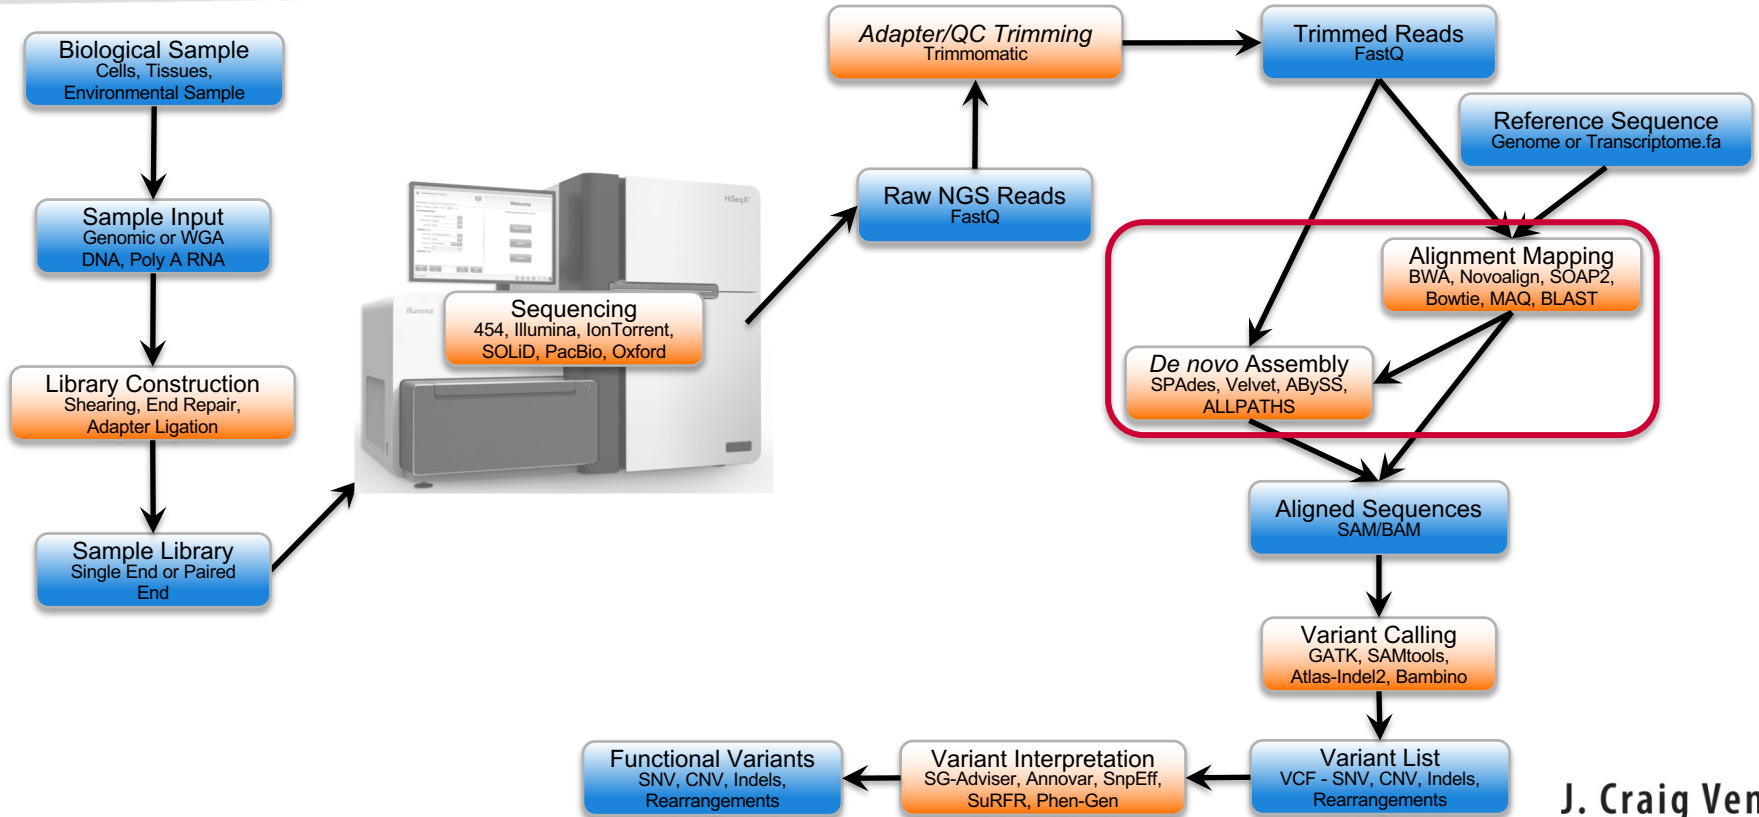 Biological Sample
Cells, Tissues,
Environmental Sample
Sample Input
Genomic or WGA
DNA, Poly A RNA
Library Construction
Shearing, End Repair,
Adapter Ligation
Sample Library
Single End or Paired
End
Welcome
HiSeqX
illumina
Sequencing
454, Illumina, IonTorrent,
SOLiD, PacBio, Oxford
Raw NGS Reads
FastQ
Adapter/QC Trimming
Trimmomatic
Trimmed Reads
FastQ
Reference Sequence
Genome or Transcriptome.fa
Alignment Mapping
BWA, Novoalign, SOAP2,
Bowtie, MAQ, BLAST
De novo Assembly
SPAdes, Velvet, ABySS,
ALLPATHS
Aligned Sequences
SAM/BAM
Variant Calling
GATK, SAMtools,
Atlas-Indel2, Bambino
Variant List
VCF - SNV, CNV, Indels,
Rearrangements
Variant Interpretation
SG-Adviser, Annovar, SnpEff,
SuRFR, Phen-Gen
Functional Variants
SNV, CNV, Indels,
Rearrangements
J. Craig Ven